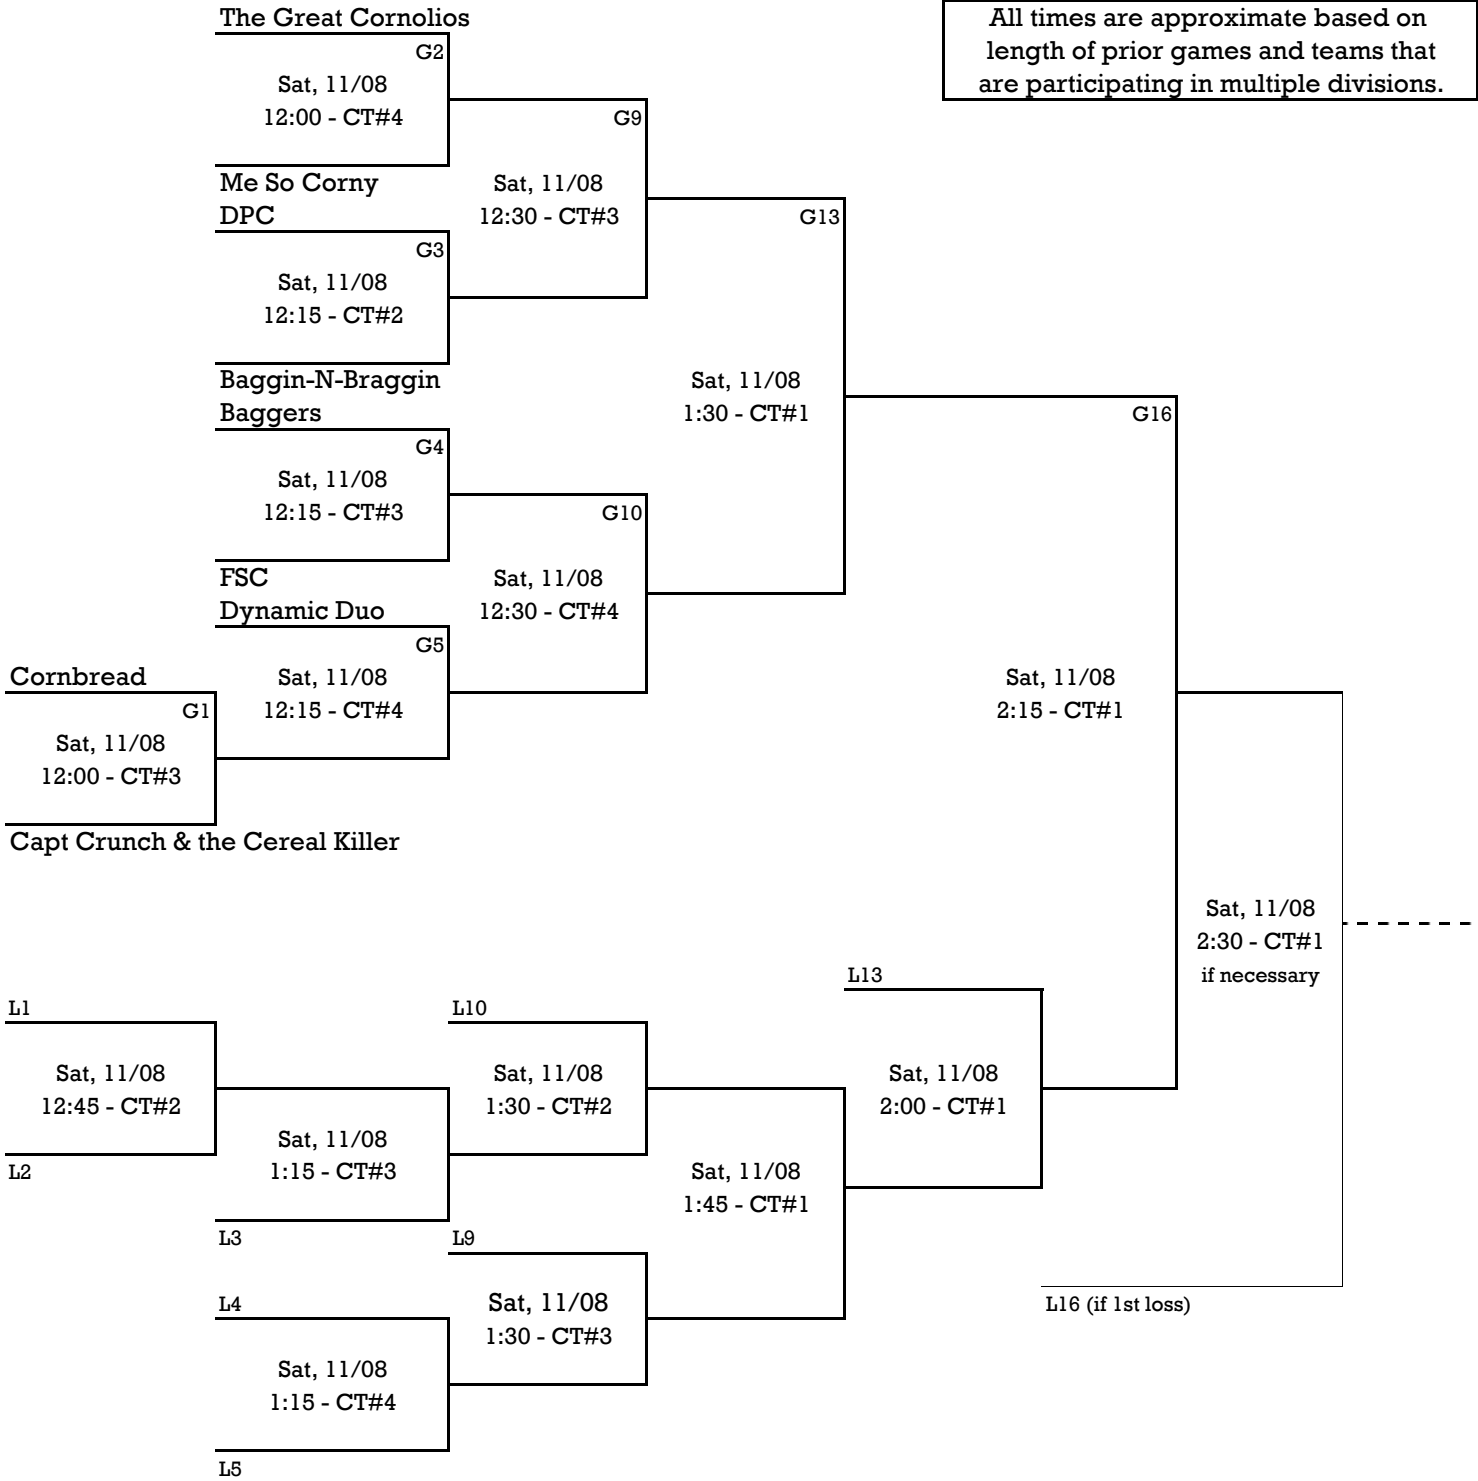 The Great Cornolios
All times are approximate based on
length of prior games and teams that
are participating in multiple divisions.
G2
Sat, 11/08
12:00 - CT#4
G9
Me So Corny
Sat, 11/08
DPC
12:30 - CT#3
G13
G3
Sat, 11/08
12:15 - CT#2
Baggin-N-Braggin
Sat, 11/08
Baggers
1:30 - CT#1
G16
G4
Sat, 11/08
12:15 - CT#3
G10
FSC
Sat, 11/08
Dynamic Duo
12:30 - CT#4
G5
Cornbread
Sat, 11/08
Sat, 11/08
G1
12:15 - CT#4
2:15 - CT#1
Sat, 11/08
12:00 - CT#3
Capt Crunch & the Cereal Killer
Sat, 11/08
2:30 - CT#1
if necessary
L13
L1
L10
Sat, 11/08
Sat, 11/08
Sat, 11/08
12:45 - CT#2
1:30 - CT#2
2:00 - CT#1
Sat, 11/08
L2
1:15 - CT#3
Sat, 11/08
1:45 - CT#1
L3
L9
L4
Sat, 11/08
L16 (if 1st loss)
1:30 - CT#3
Sat, 11/08
1:15 - CT#4
L5